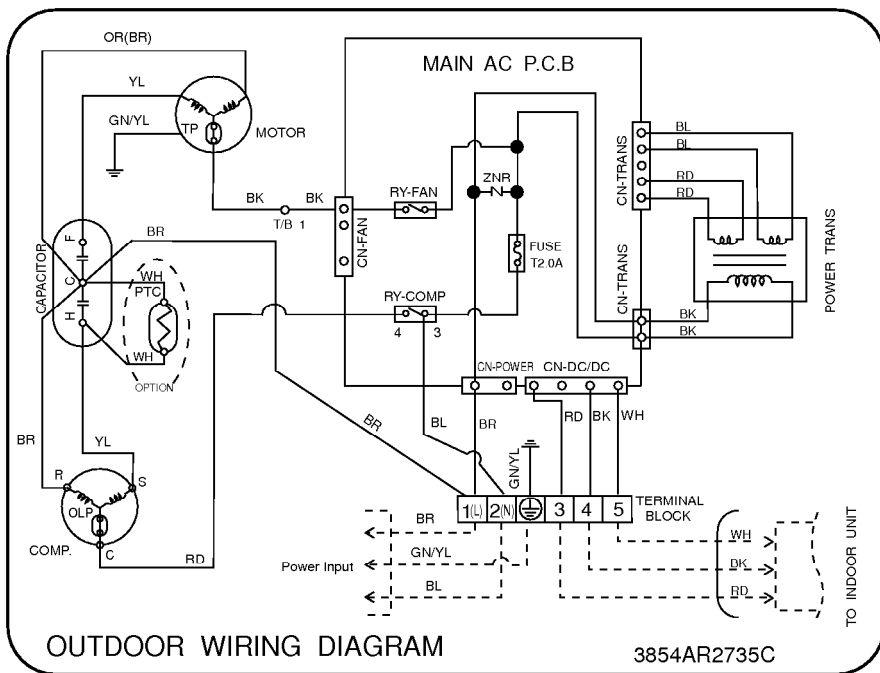 OR(BR)
MAIN AC P.C.B
YL
GN/YL
TP
MOTOR
BL
BL
RD
RD
CN-TRANS
ZNR
RY-FAN
BK
BK
T/B 1
CN-FAN
BR
CAPACITOR
F
C
H
WH
PTC
WH
OPTION
FUSE
T2.0A
CN-TRANS
POWER TRANS
RY-COMP
4
3
BK
BK
CN-POWER
CN-DC/DC
BR
BL
BR
RD
BK
WH
GN/YL
BR
YL
R
S
OLP
COMP.
C
RD
1(L)
2(N)
3
4
5
TERMINAL
BLOCK
BR
GN/YL
Power Input
BL
WH
BK
RD
TO INDOOR UNIT
OUTDOOR WIRING DIAGRAM
3854AR2735C